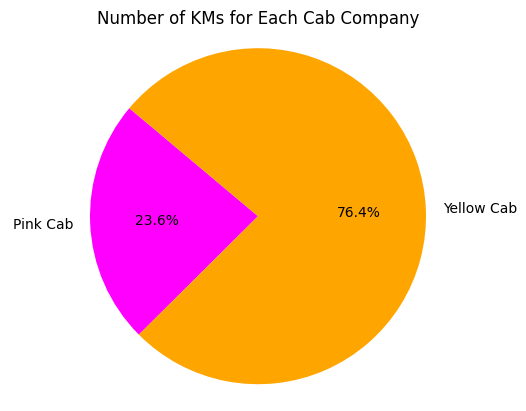 Number of KMs for Each Cab Company
Yellow Cab
76.4%
Pink Cab
23.6%